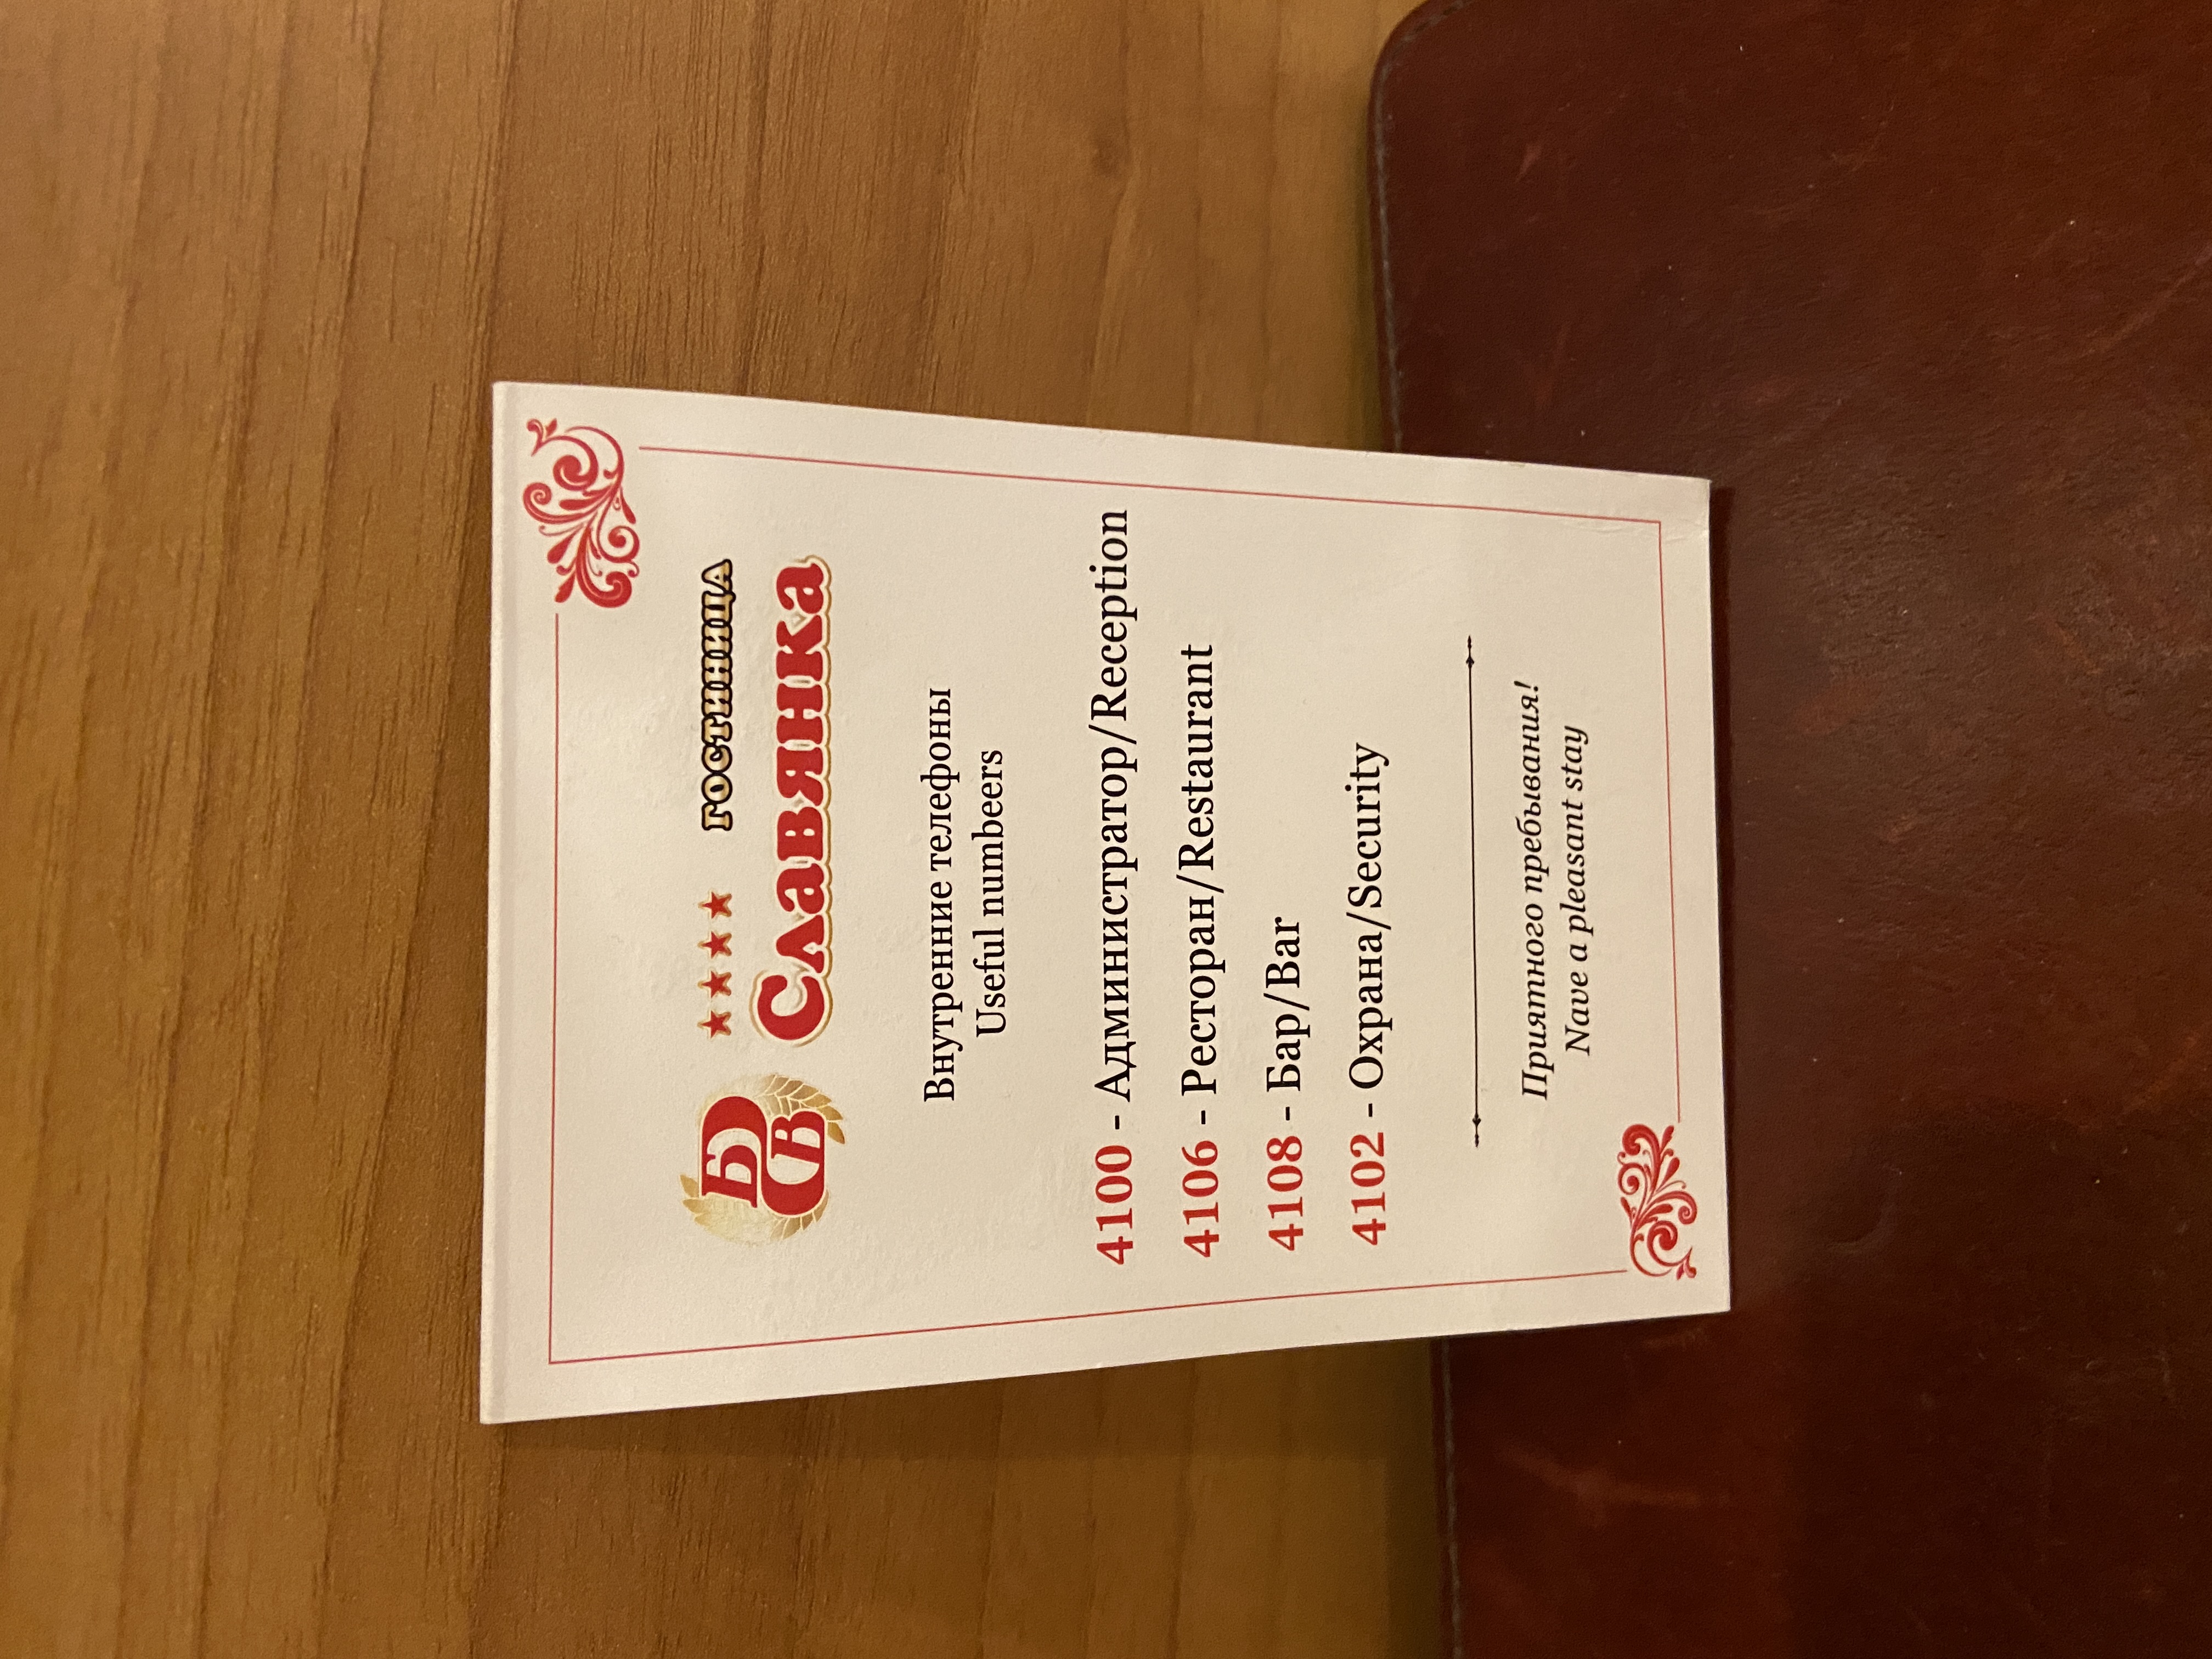 БВ
ГОСТИНИЦА
Славянка
Внутренние телефоны
Useful numbeers
4100 - Администратор/Reception
4106 - Ресторан/Restaurant
4108 - Бар/Bar
4102 - Охрана/Security
Приятного пребывания!
Nave a pleasant stay